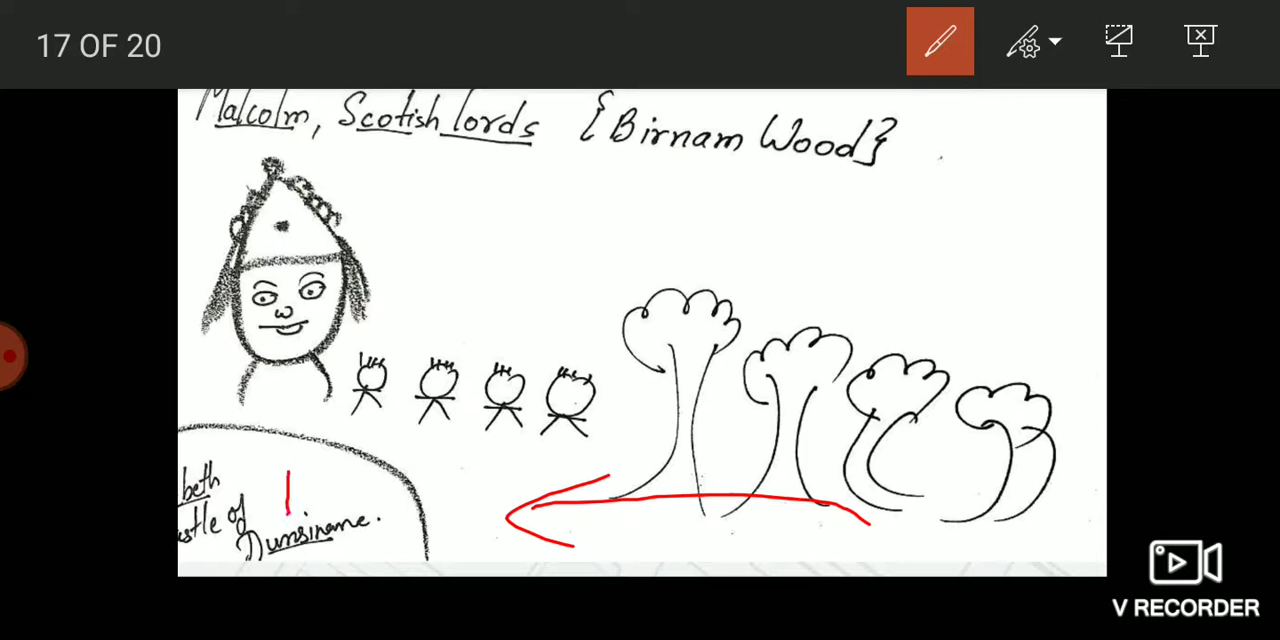 17 OF 20
Malcolm, Scotish lords {Birnam Wood}
beth
stle of
Dunsiname.
V RECORDER